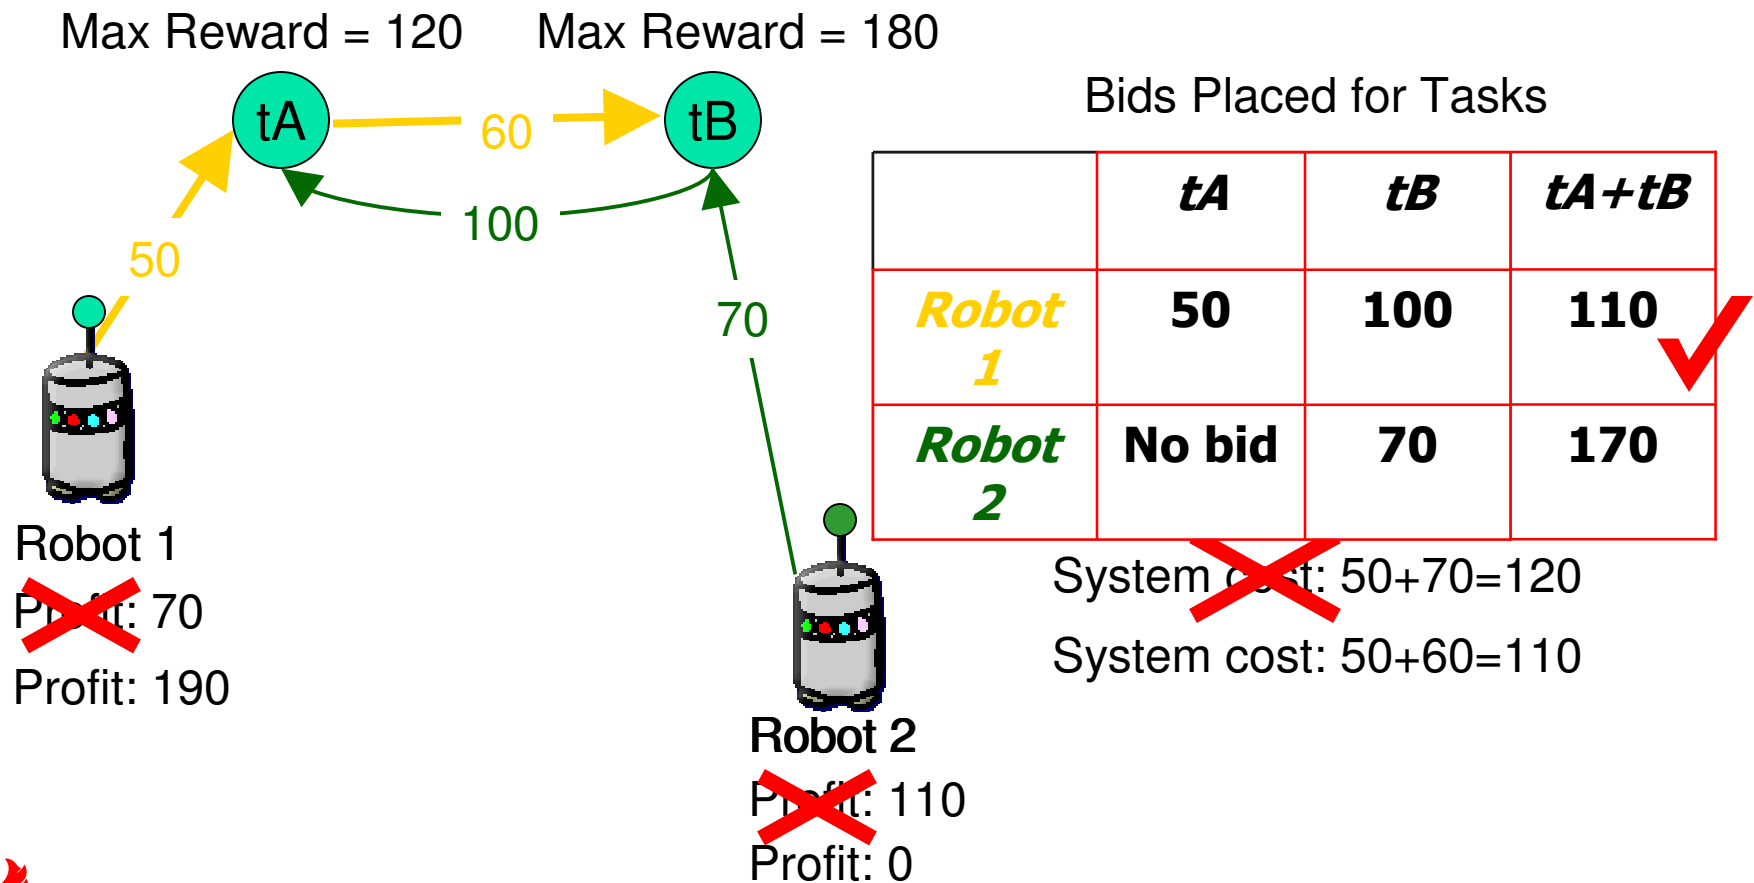 Max Reward = 120
Max Reward = 180
tA
60
tB
100
50
70
Bids Placed for Tasks
tA
tB
tA+tB
Robot 1
50
100
110
Robot 2
No bid
70
170
System cost: 50+70=120
System cost: 50+60=110
Robot 1
Profit: 70
Profit: 190
Robot 2
Profit: 110
Profit: 0